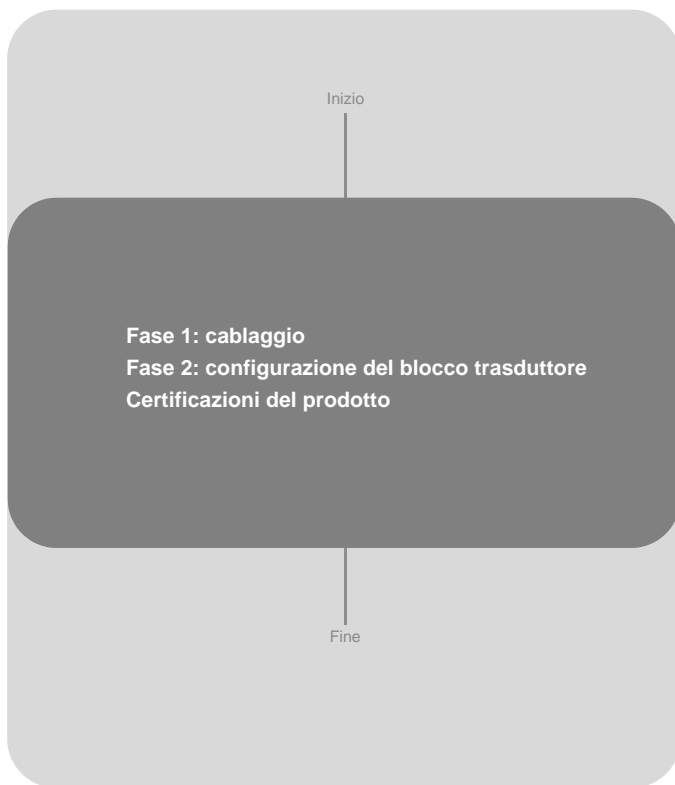 Inizio
Fase 1: cablaggio
Fase 2: configurazione del blocco trasduttore
Certificazioni del prodotto
Fine